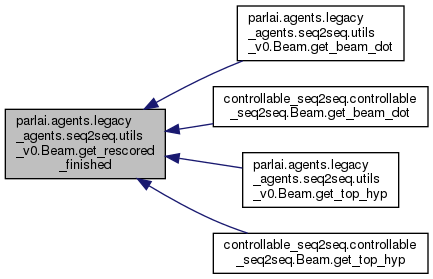 parlai.agents.legacy
_agents.seq2seq.utils
_v0.Beam.get_beam_dot
controllable_seq2seq.controllable
_seq2seq.Beam.get_beam_dot
parlai.agents.legacy
_agents.seq2seq.utils
_v0.Beam.get_rescored
_finished
parlai.agents.legacy
_agents.seq2seq.utils
_v0.Beam.get_top_hyp
controllable_seq2seq.controllable
_seq2seq.Beam.get_top_hyp